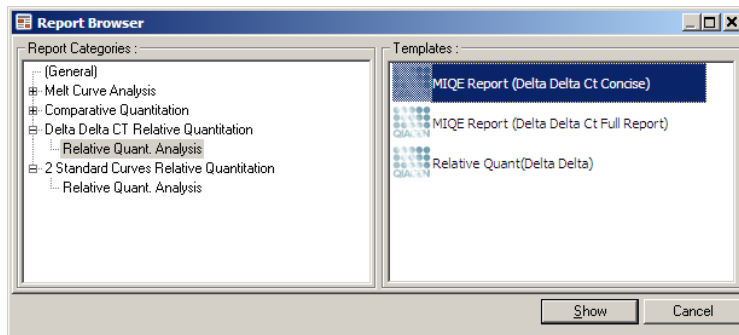 Report Browser
Report Categories :
(General)
Melt Curve Analysis
Comparative Quantitation
Delta Delta CT Relative Quantitation
Relative Quant. Analysis
2 Standard Curves Relative Quantitation
Relative Quant. Analysis
Templates :
MIQE Report (Delta Delta Ct Concise)
QIAGEN
MIQE Report (Delta Delta Ct Full Report)
QIAGEN
Relative Quant(Delta Delta)
Show
Cancel